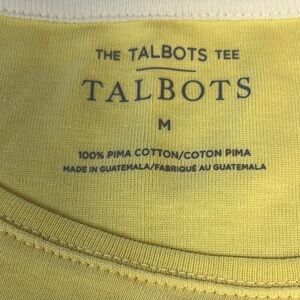 THE TALBOTS TEE
TALBOTS
M
100% PIMA COTTON/COTON PIMA
MADE IN GUATEMALA/FABRIQUÉ AU GUATEMALA